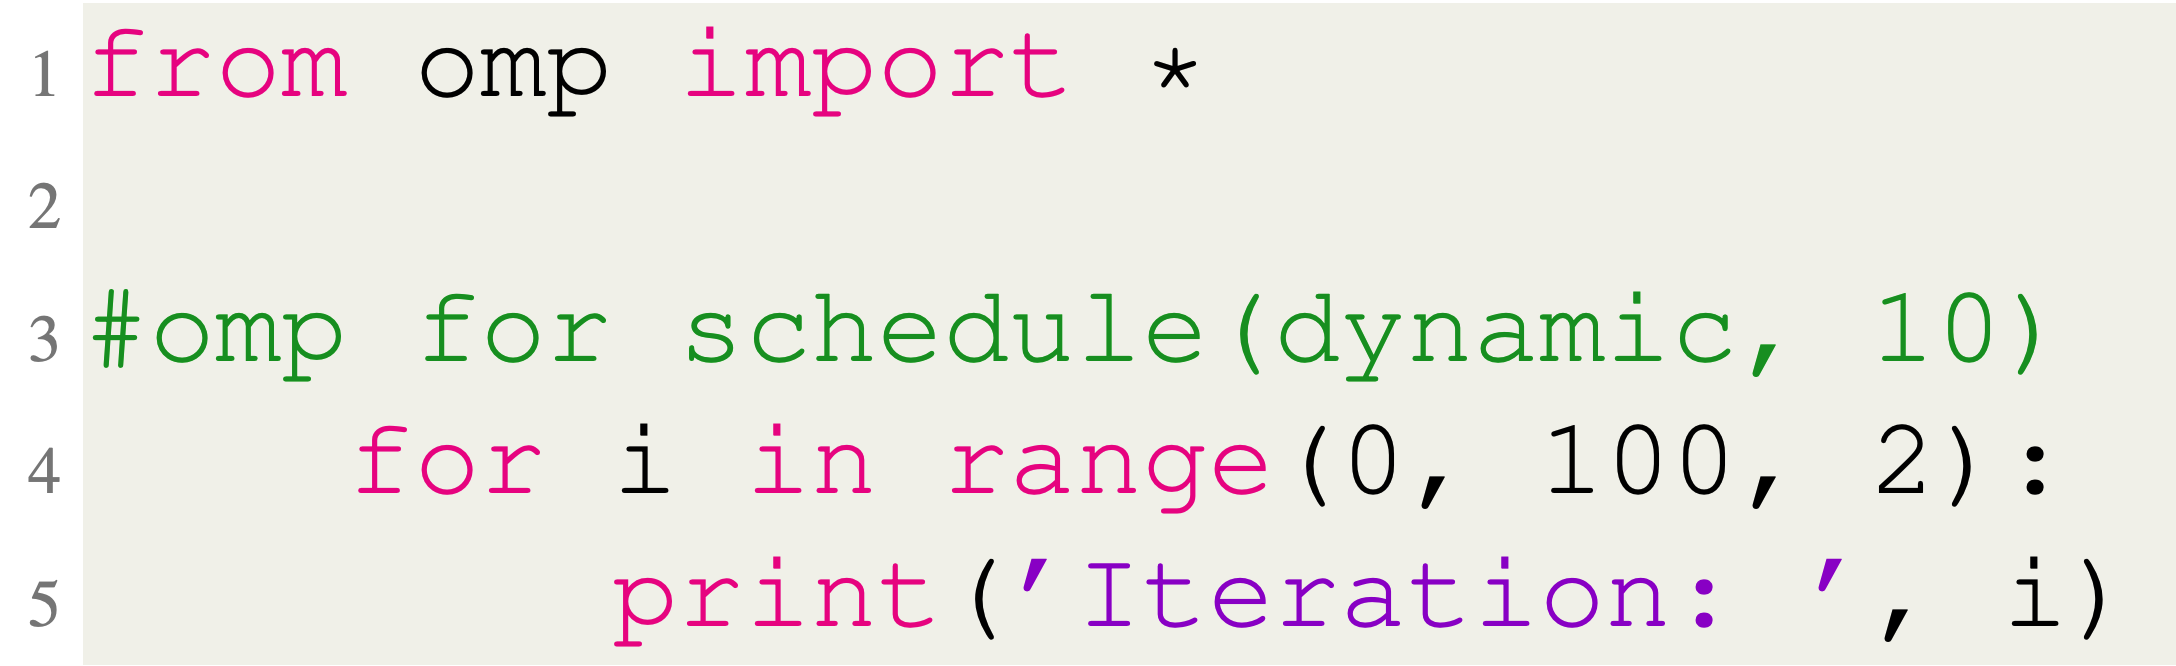 1 from omp import *
2
3 #omp for schedule(dynamic, 10)
4     for i in range(0, 100, 2):
5         print('Iteration: ', i)